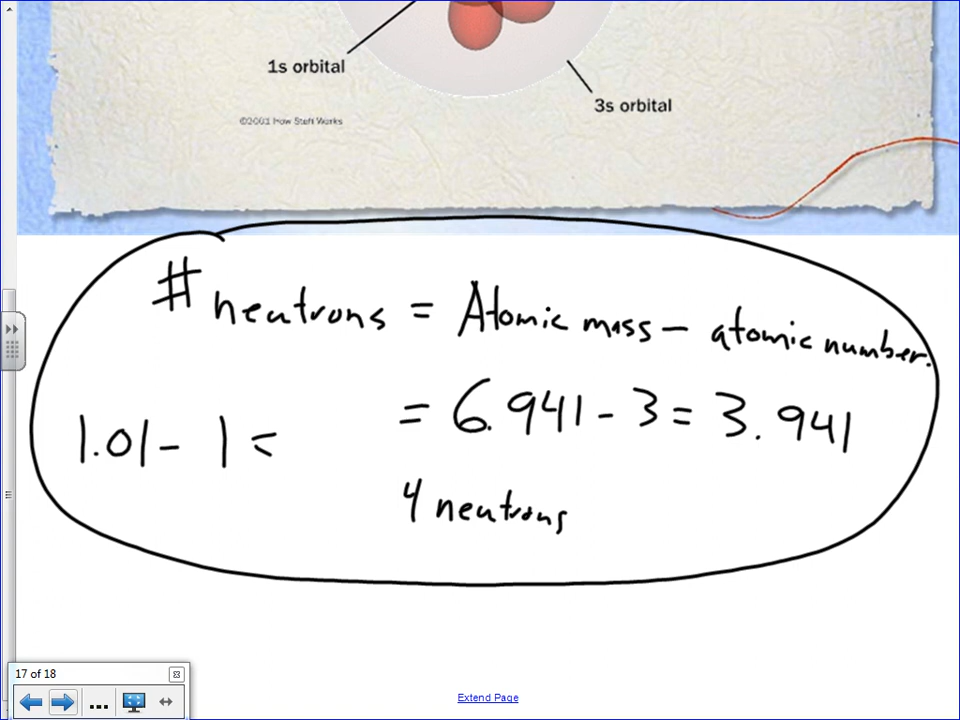 1s orbital
3s orbital
©2001 How Stuff Works
# neutrons = Atomic mass – atomic number.
= 6.941 - 3 = 3.941
1.01 - 1 =
4 neutrons
17 of 18
...
Extend Page